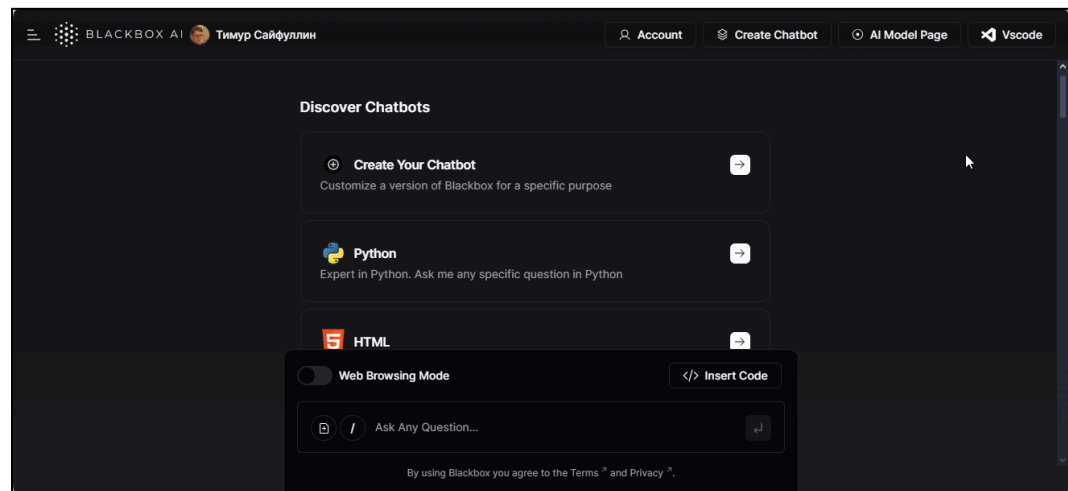 BLACKBOX AI Тимур Сайфуллин Account Create Chatbot AI Model Page Vscode
Discover Chatbots
Create Your Chatbot
Customize a version of Blackbox for a specific purpose
Python
Expert in Python. Ask me any specific question in Python
HTML
Web Browsing Mode </> Insert Code
/ Ask Any Question...
By using Blackbox you agree to the Terms ↗ and Privacy ↗.